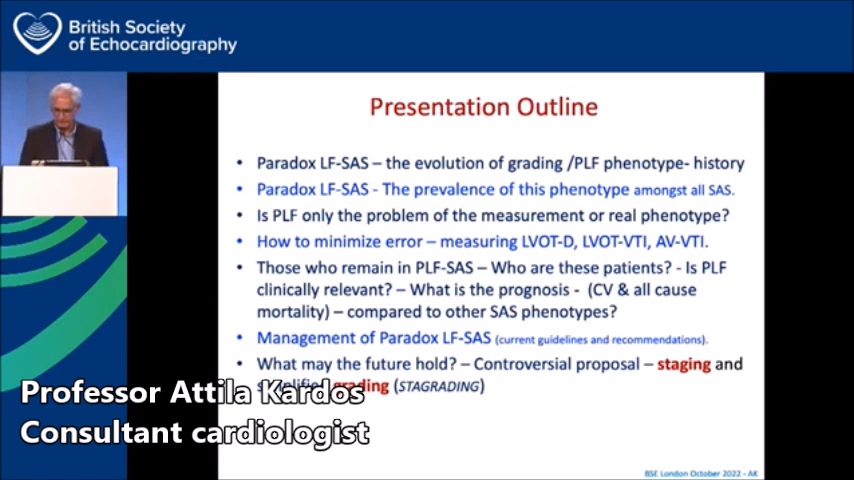 British Society
of Echocardiography
Presentation Outline
• Paradox LF-SAS – the evolution of grading /PLF phenotype- history
• Paradox LF-SAS - The prevalence of this phenotype amongst all SAS.
• Is PLF only the problem of the measurement or real phenotype?
• How to minimize error – measuring LVOT-D, LVOT-VTI, AV-VTI.
• Those who remain in PLF-SAS – Who are these patients? - Is PLF
clinically relevant? – What is the prognosis - (CV & all cause
mortality) – compared to other SAS phenotypes?
• Management of Paradox LF-SAS (current guidelines and recommendations).
• What may the future hold? – Controversial proposal – staging and
grading (STAGRADING)
Professor Attila Kardos
Consultant cardiologist
BSE London October 2022 - AK